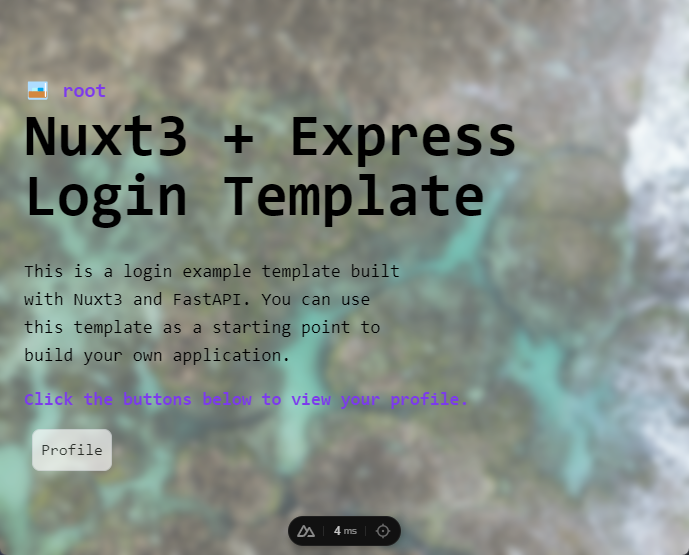 root
Nuxt3 + Express
Login Template
This is a login example template built
with Nuxt3 and FastAPI. You can use
this template as a starting point to
build your own application.
Click the buttons below to view your profile.
Profile
4 ms